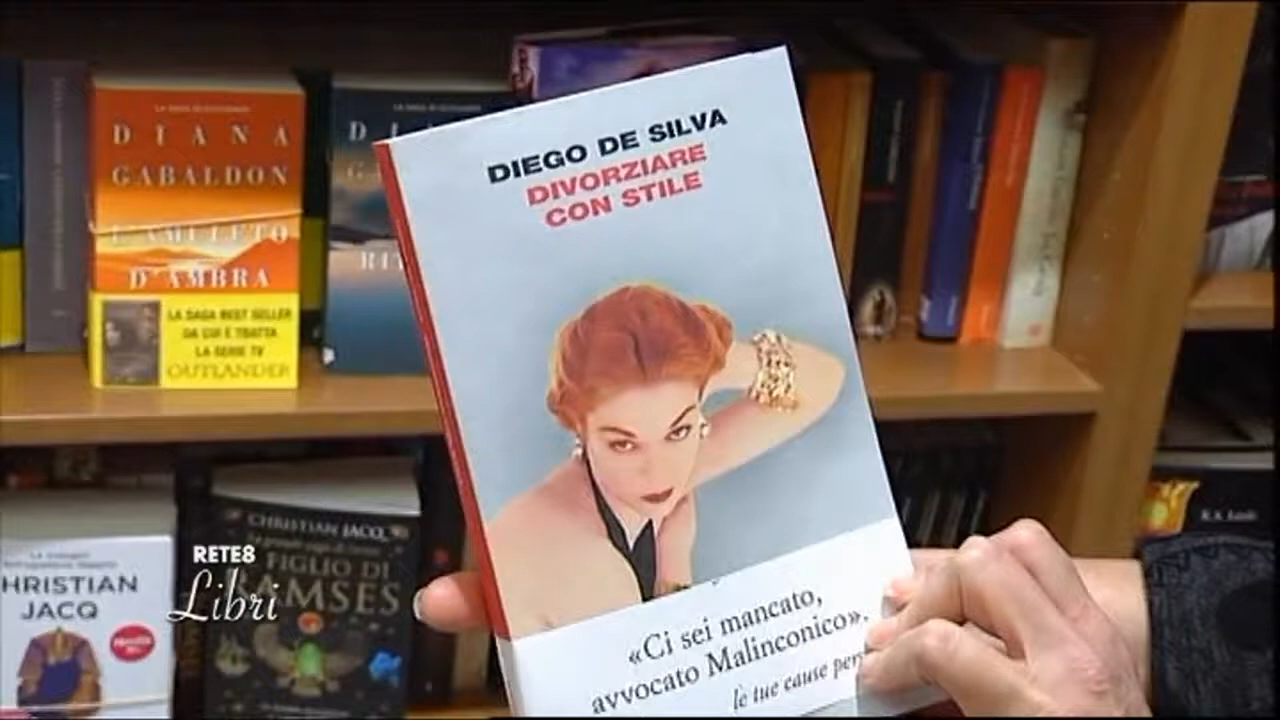 DIEGO DE SILVA
DIVORZIARE
CON STILE
«Ci sei mancato,
avvocato Malinconico».
le tue cause
DIANA
GABALDON
L'AMULETO
D'AMBRA
LA SAGA BEST SELLER
DA CUI È TRATTA
LA SERIE TV
OUTLANDER
CHRISTIAN
JACQ
CHRISTIAN JACQ
FIGLIO DI
RAMSES
RETE8
Libri